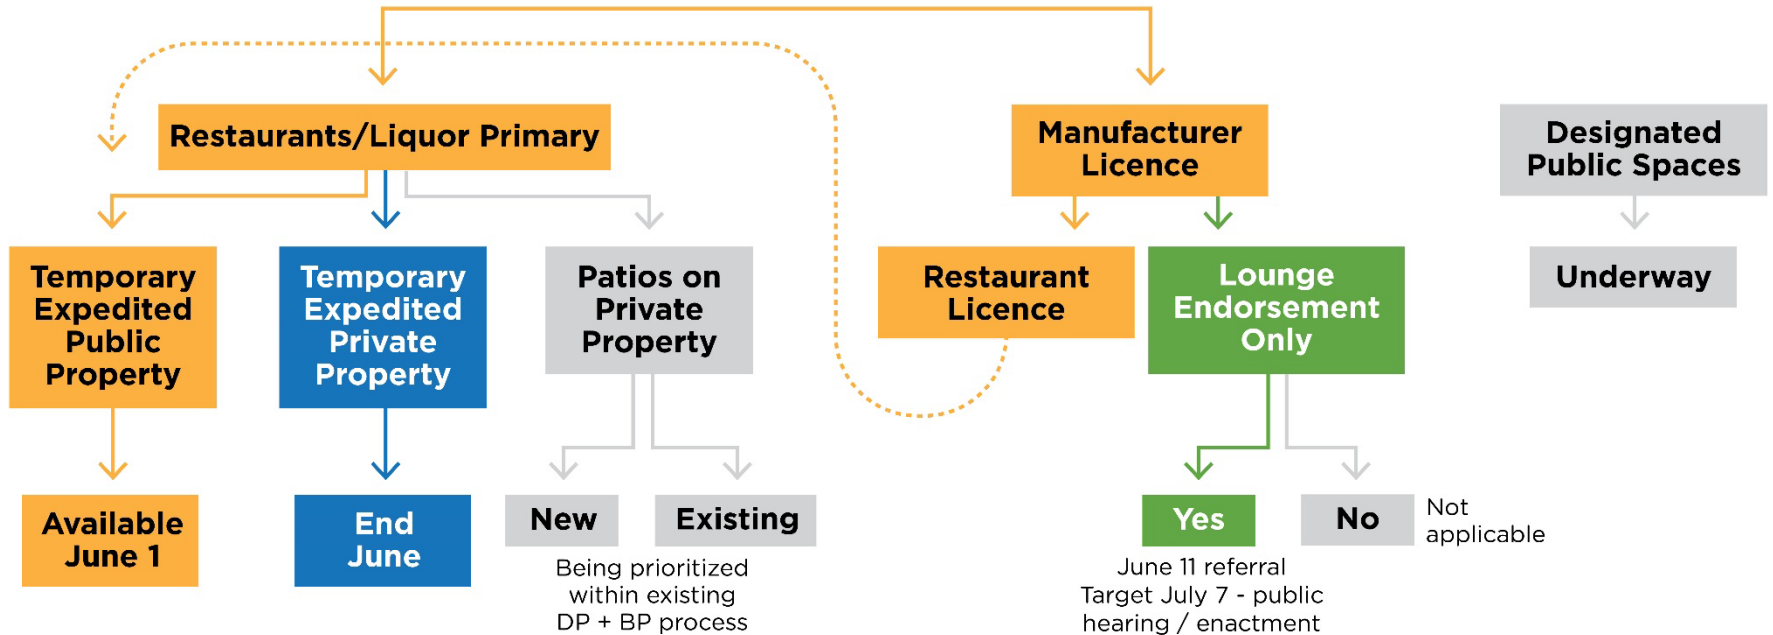 Restaurants/Liquor Primary
Manufacturer
Licence
Designated
Public Spaces
Temporary
Expedited
Public
Property
Temporary
Expedited
Private
Property
Patios on
Private
Property
Restaurant
Licence
Lounge
Endorsement
Only
Underway
Available
June 1
End
June
New
Existing
Being prioritized
within existing
DP + BP process
Yes
June 11 referral
Target July 7 - public
hearing / enactment
No
Not
applicable